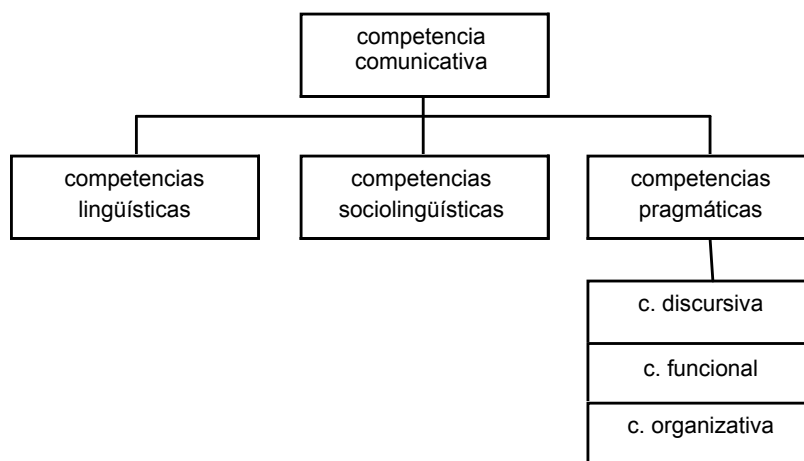 competencia
comunicativa
competencias
lingüísticas
competencias
sociolingüísticas
competencias
pragmáticas
c. discursiva
c. funcional
c. organizativa